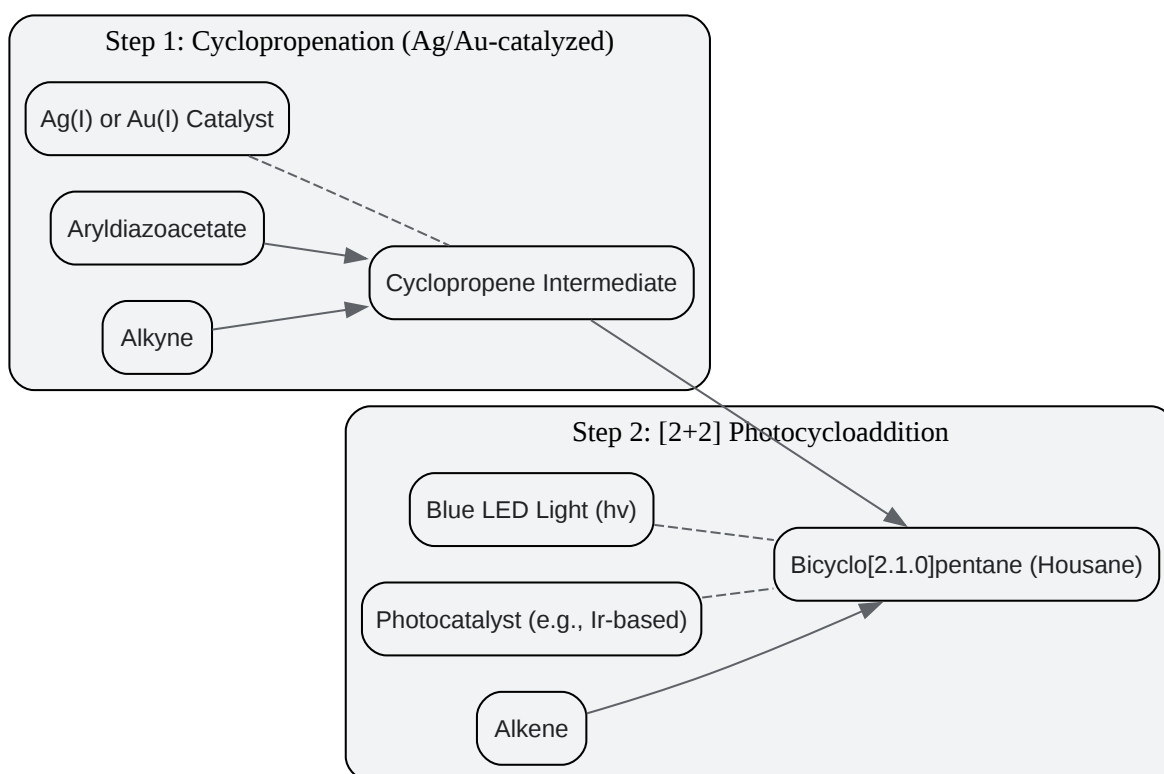 Step 1: Cyclopropenation (Ag/Au-catalyzed)
Ag(I) or Au(I) Catalyst
Aryldiazoacetate
Cyclopropene Intermediate
Alkyne
Step 2: [2+2] Photocycloaddition
Blue LED Light (hv)
Bicyclo[2.1.0]pentane (Housane)
Photocatalyst (e.g., Ir-based)
Alkene